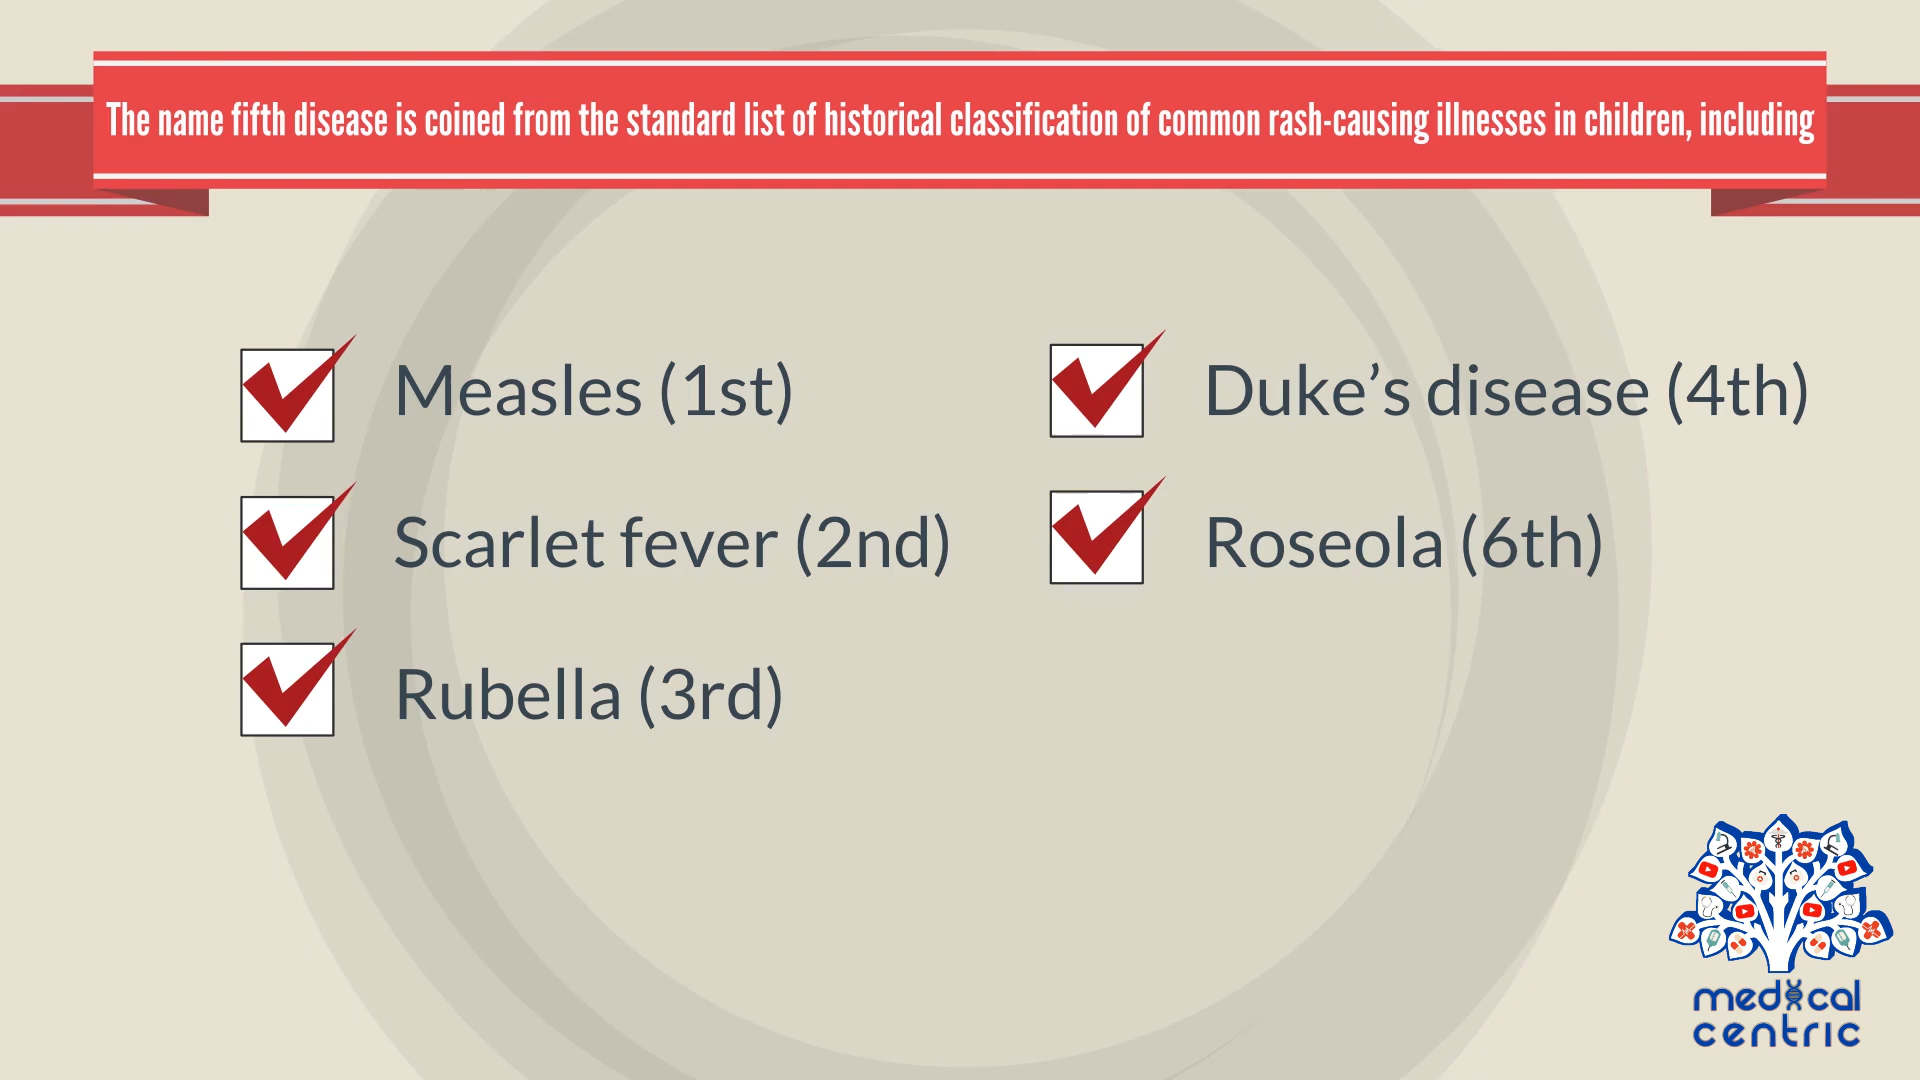 The name fifth disease is coined from the standard list of historical classification of common rash-causing illnesses in children, including
Measles (1st)
Scarlet fever (2nd)
Rubella (3rd)
Duke’s disease (4th)
Roseola (6th)
medical
centric